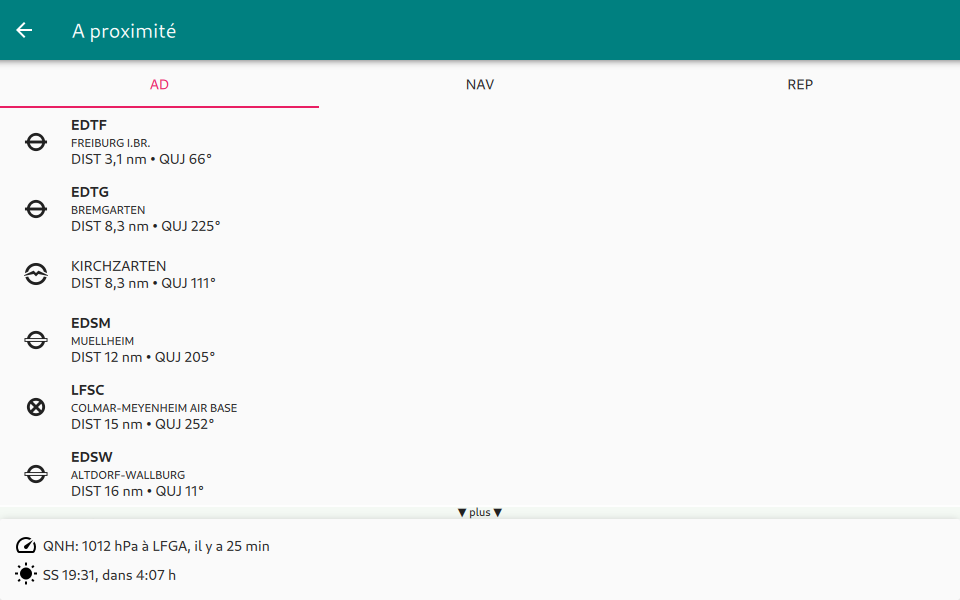 A proximité
AD
NAV
REP
EDTF
FREIBURG I.BR.
DIST 3,1 nm • QUJ 66°
EDTG
BREMGARTEN
DIST 8,3 nm • QUJ 225°
KIRCHZARTEN
DIST 8,3 nm • QUJ 111°
EDSM
MUELLHEIM
DIST 12 nm • QUJ 205°
LFSC
COLMAR-MEYENHEIM AIR BASE
DIST 15 nm • QUJ 252°
EDSW
ALTDORF-WALLBURG
DIST 16 nm • QUJ 11°
▼ plus ▼
QNH: 1012 hPa à LFGA, il y a 25 min
SS 19:31, dans 4:07 h